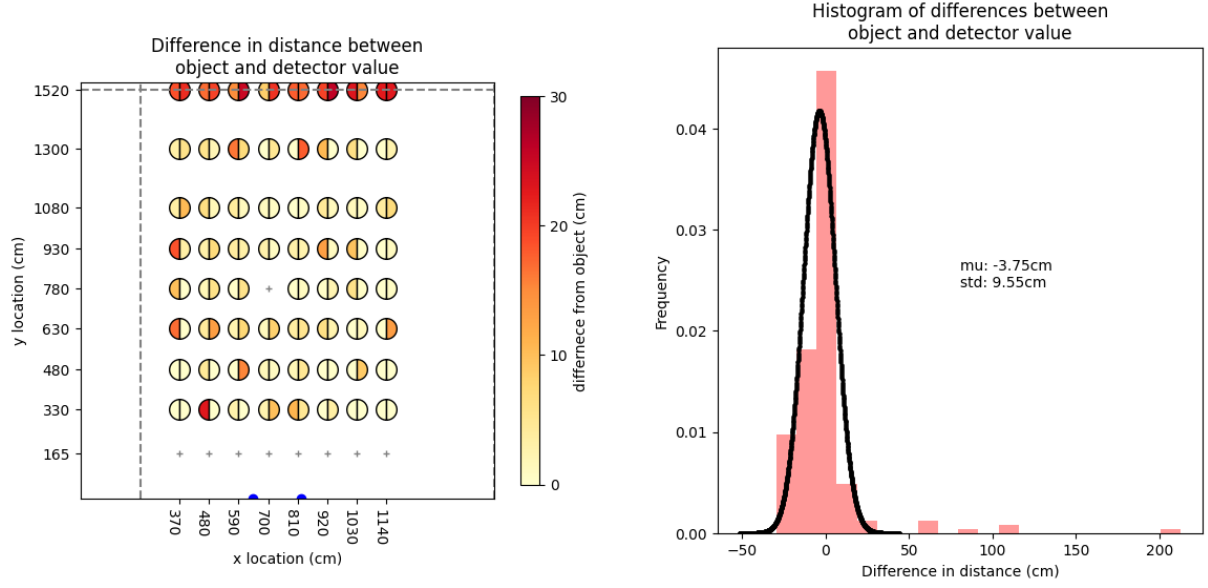 Difference in distance between
object and detector value
y location (cm)
1520
1300
1080
930
780
630
480
330
165
370
480
590
700
810
920
1030
1140
x location (cm)
30
20
10
0
differnece from object (cm)
Histogram of differences between
object and detector value
Frequency
0.04
0.03
0.02
0.01
0.00
mu: -3.75cm
std: 9.55cm
−50
0
50
100
150
200
Difference in distance (cm)